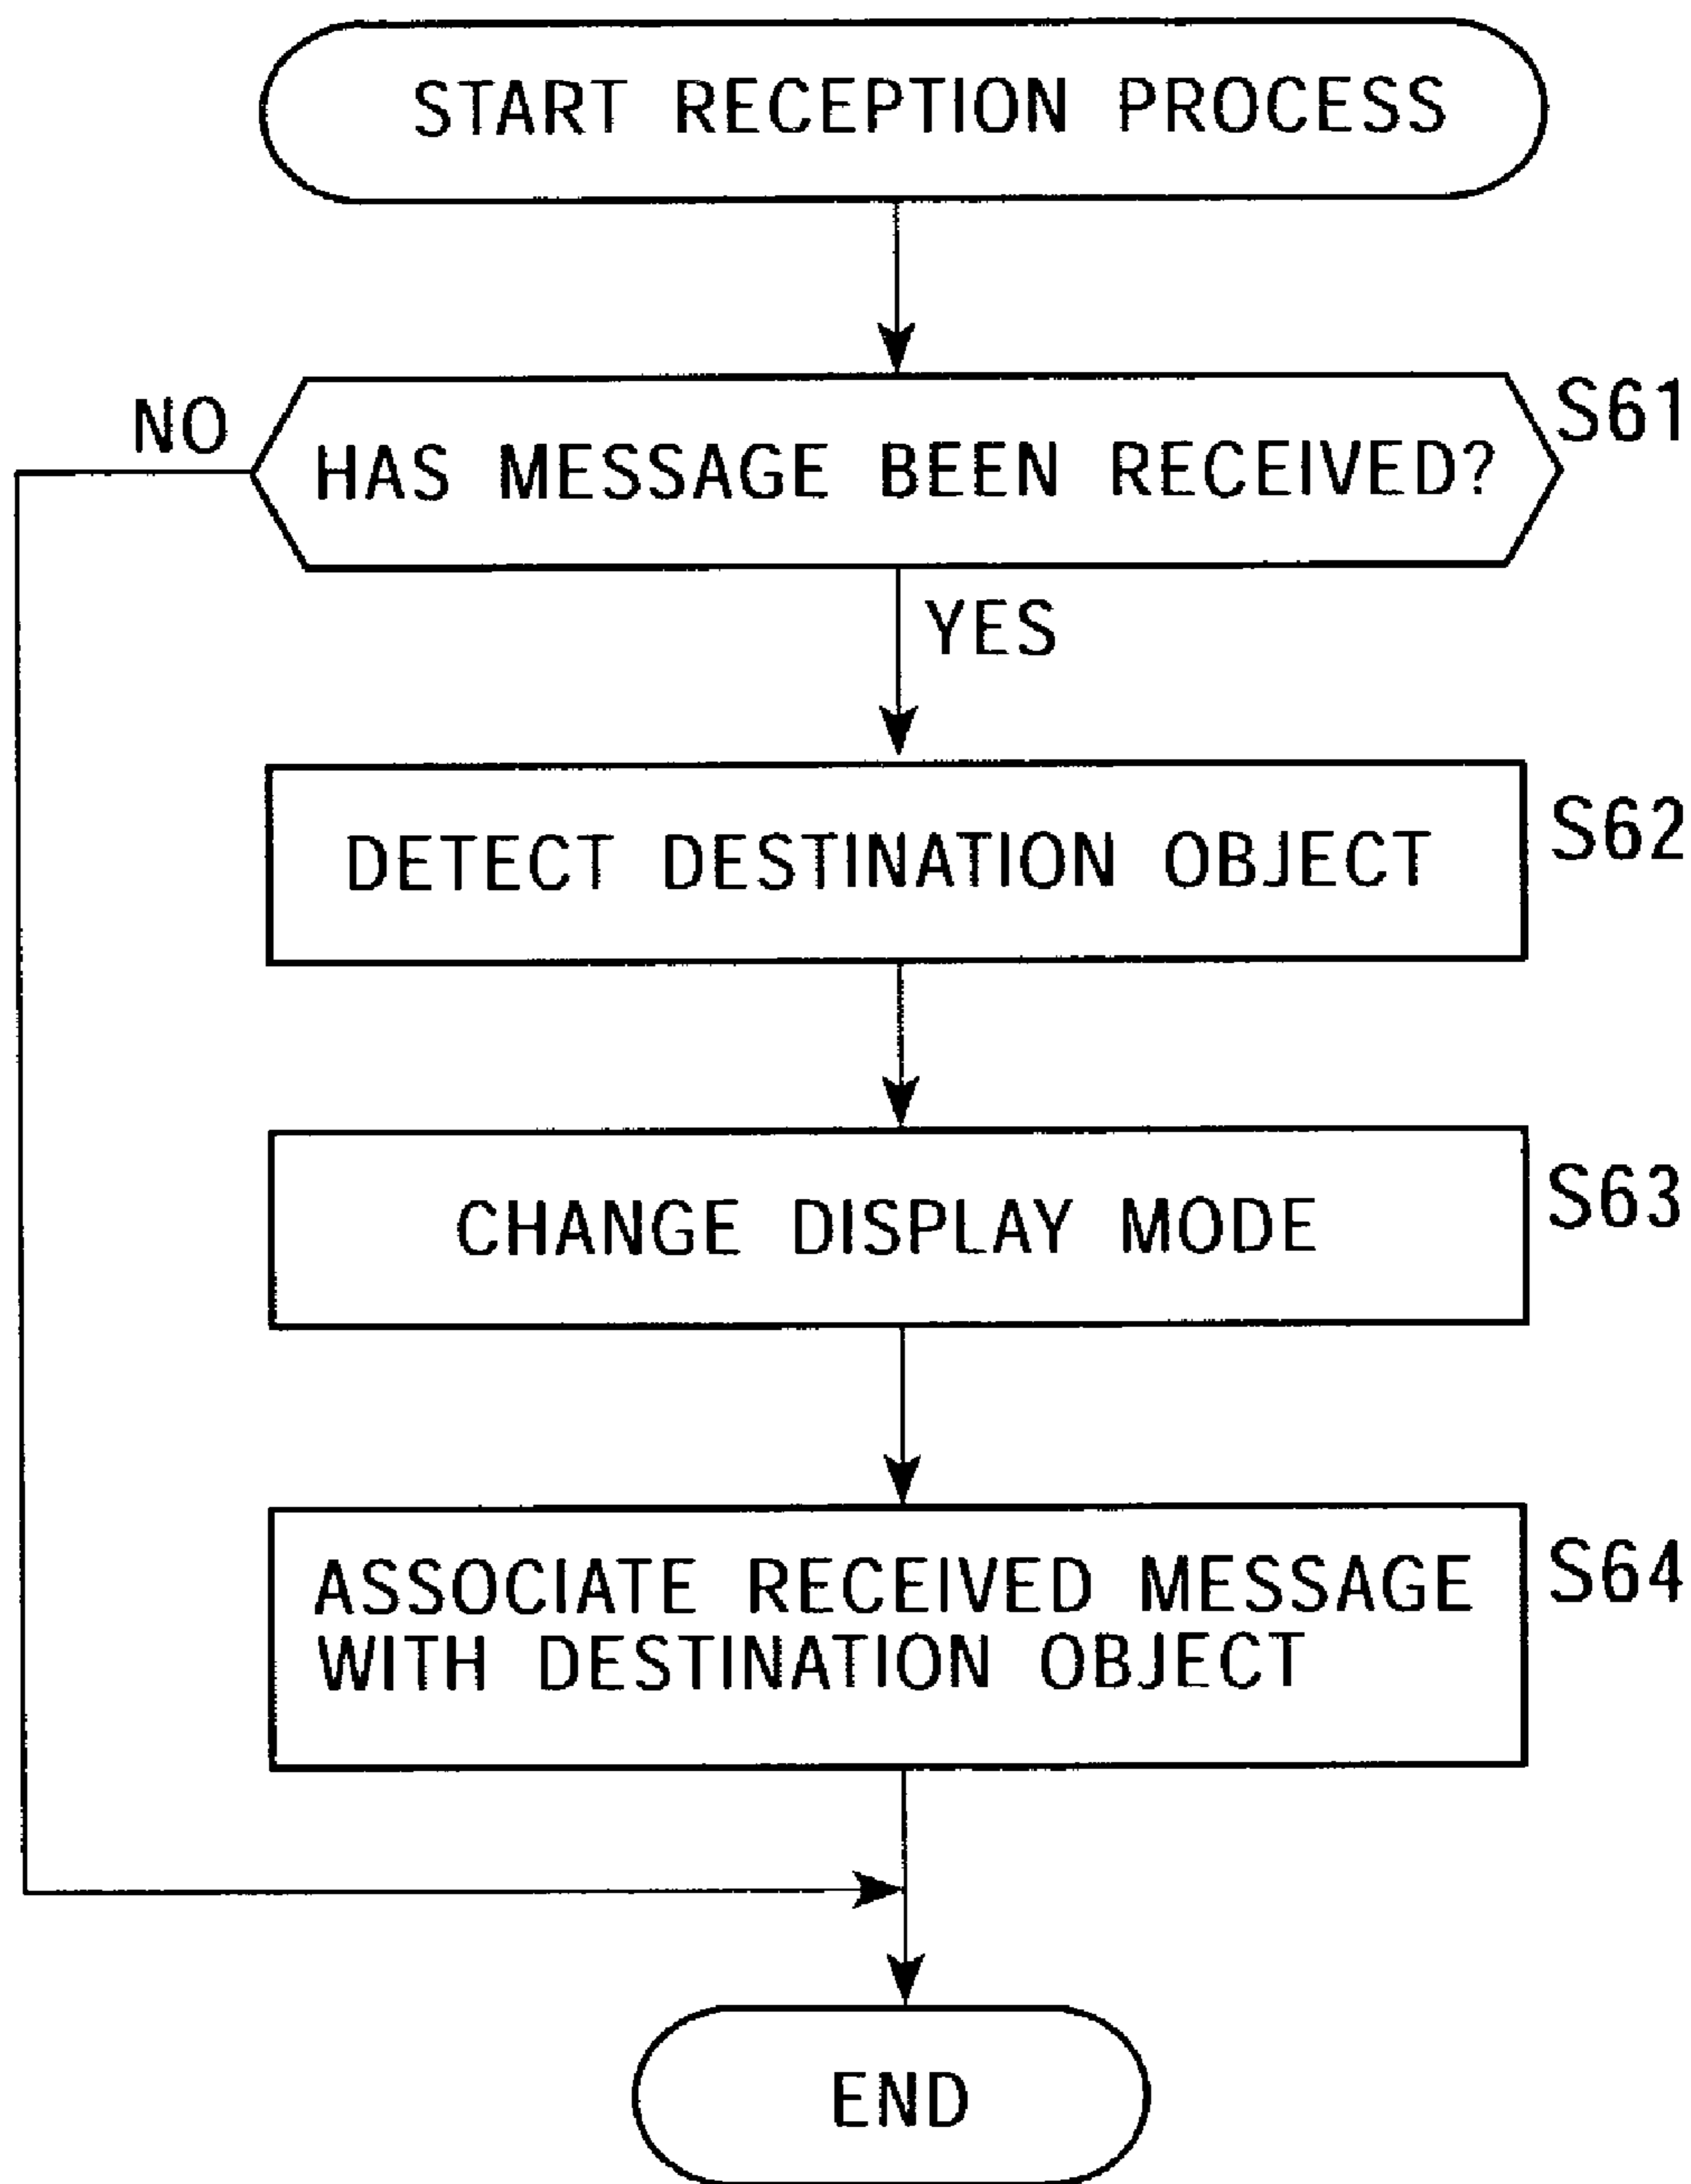 START RECEPTION PROCESS
NO
S61
HAS MESSAGE BEEN RECEIVED?
YES
S62
DETECT DESTINATION OBJECT
S63
CHANGE DISPLAY MODE
S64
ASSOCIATE RECEIVED MESSAGE
WITH DESTINATION OBJECT
END